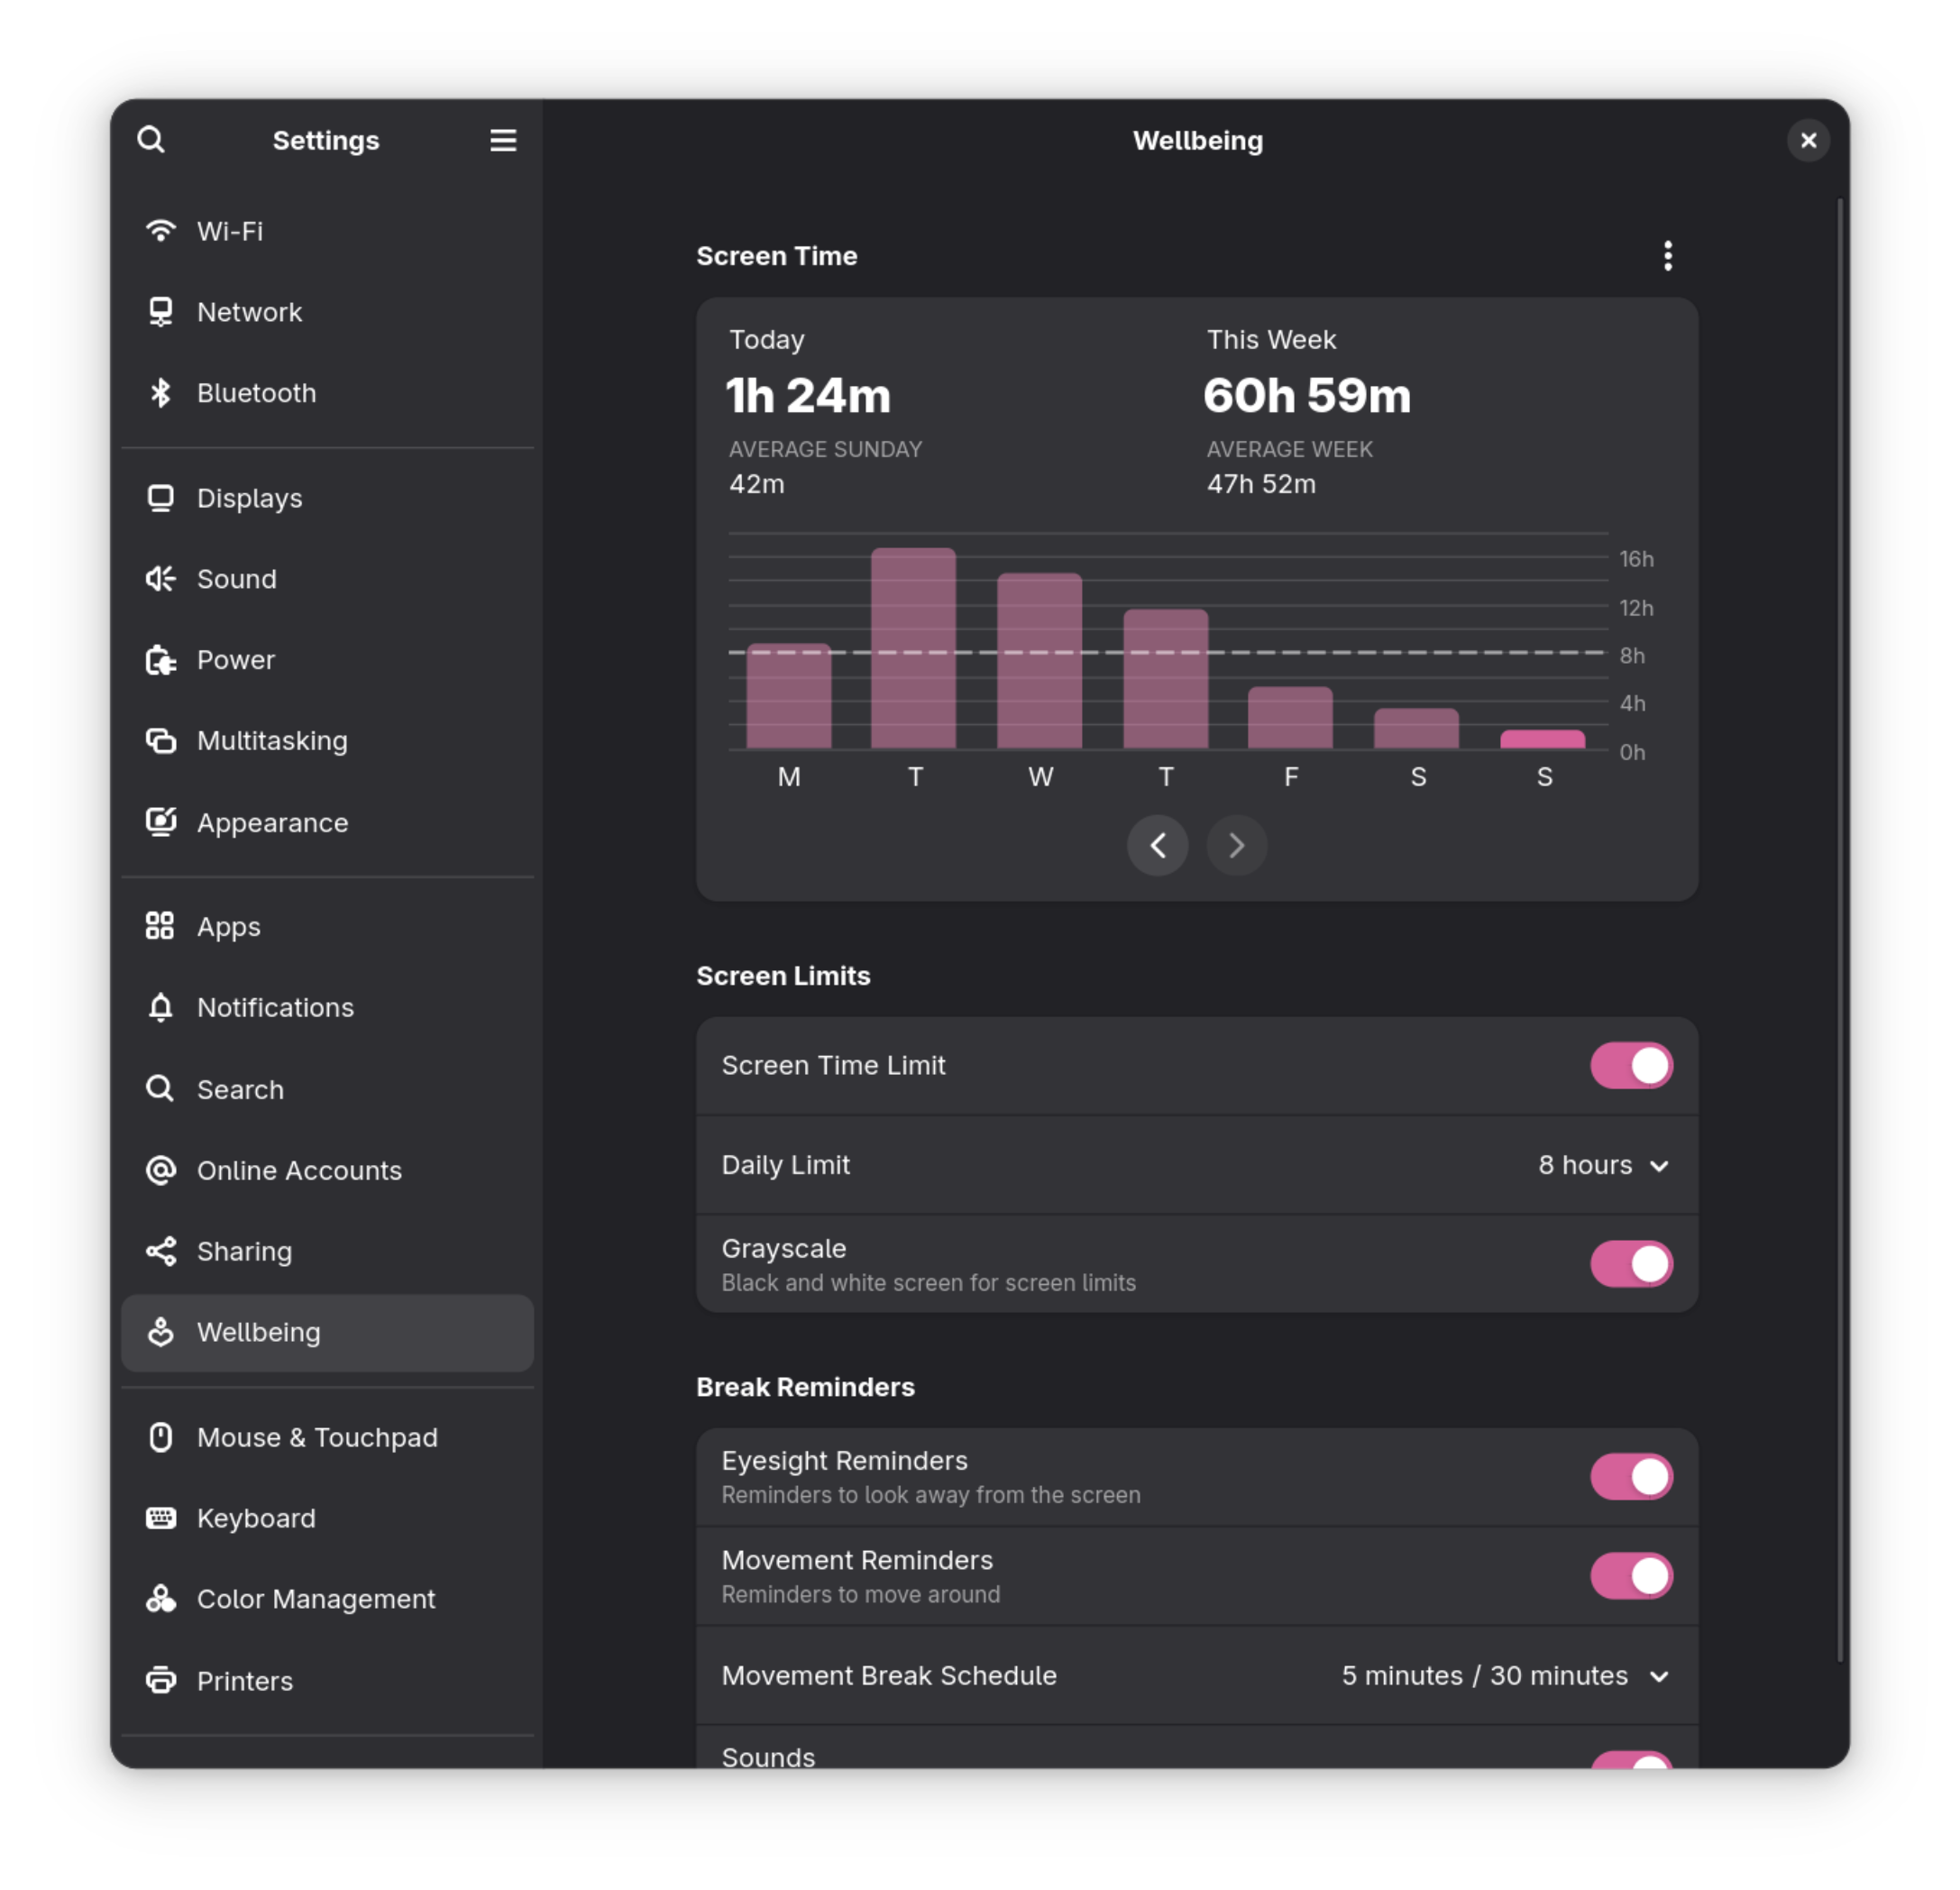 Settings
Wi-Fi
Network
Bluetooth
Displays
Sound
Power
Multitasking
Appearance
Apps
Notifications
Search
Online Accounts
Sharing
Wellbeing
Mouse & Touchpad
Keyboard
Color Management
Printers
Wellbeing
Screen Time
Today
1h 24m
AVERAGE SUNDAY
42m
This Week
60h 59m
AVERAGE WEEK
47h 52m
16h
12h
8h
4h
0h
M T W T F S S
Screen Limits
Screen Time Limit
Daily Limit 8 hours
Grayscale
Black and white screen for screen limits
Break Reminders
Eyesight Reminders
Reminders to look away from the screen
Movement Reminders
Reminders to move around
Movement Break Schedule 5 minutes / 30 minutes
Sounds